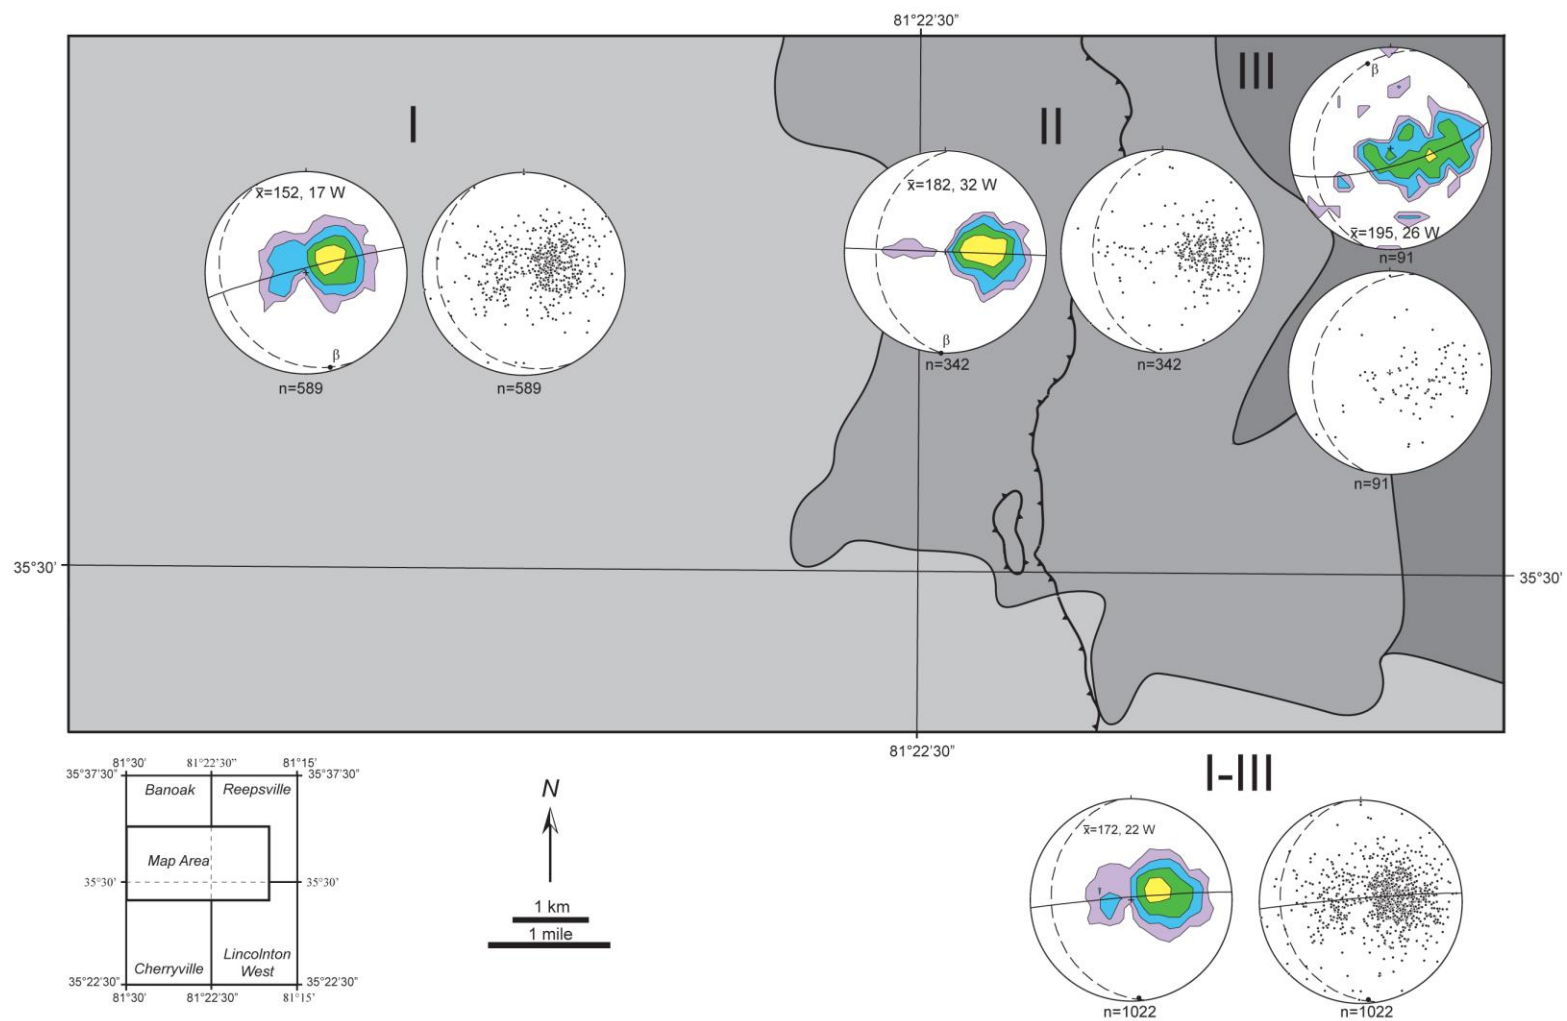 81°22'30"
I
II
III
β
x̄=152, 17 W
β
n=589
n=589
x̄=182, 32 W
β
n=342
n=342
x̄=195, 26 W
n=91
n=91
35°30'
35°30'
81°22'30"
I-III
x̄=172, 22 W
n=1022
n=1022
81°30' 81°22'30" 81°15'
35°37'30" 35°37'30"
Banoak Reepsville
Map Area
35°30' 35°30'
Cherryville Lincolnton
West
35°22'30" 35°22'30"
81°30' 81°22'30" 81°15'
N
1 km
1 mile